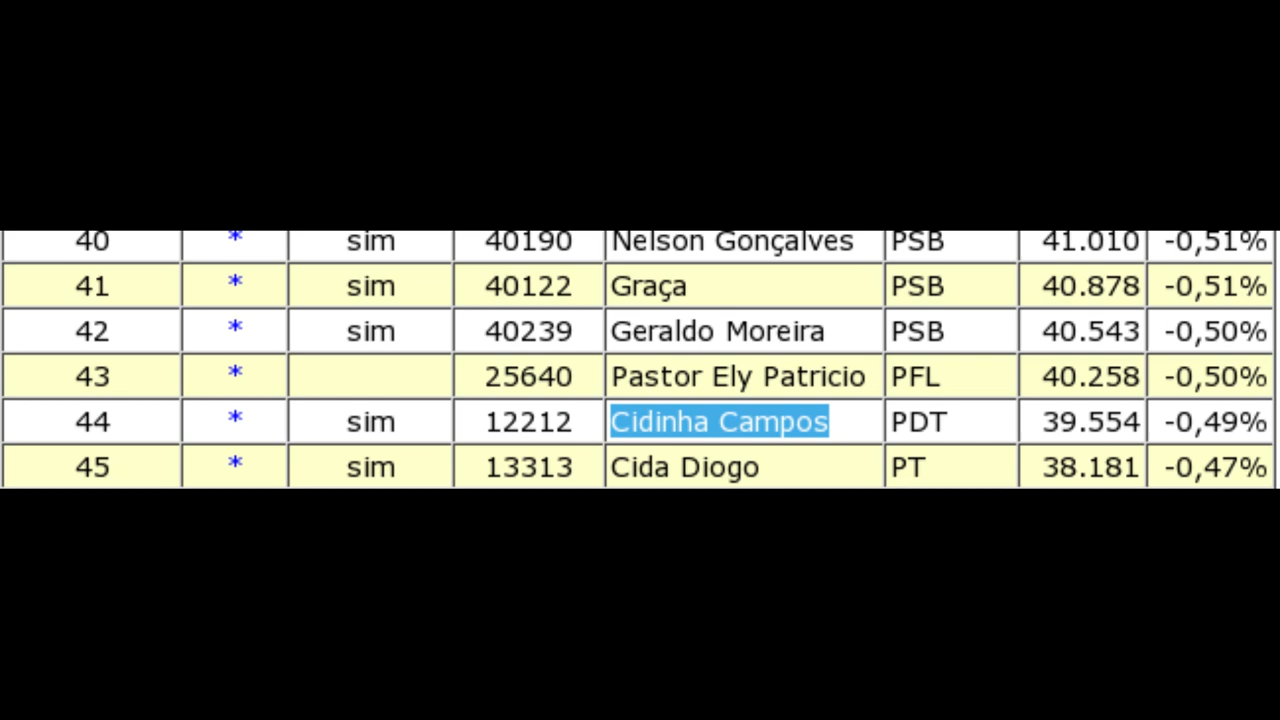 40 * sim 40190 Nelson Gonçalves PSB 41.010 -0,51%
41 * sim 40122 Graça PSB 40.878 -0,51%
42 * sim 40239 Geraldo Moreira PSB 40.543 -0,50%
43 * 25640 Pastor Ely Patricio PFL 40.258 -0,50%
44 * sim 12212 Cidinha Campos PDT 39.554 -0,49%
45 * sim 13313 Cida Diogo PT 38.181 -0,47%